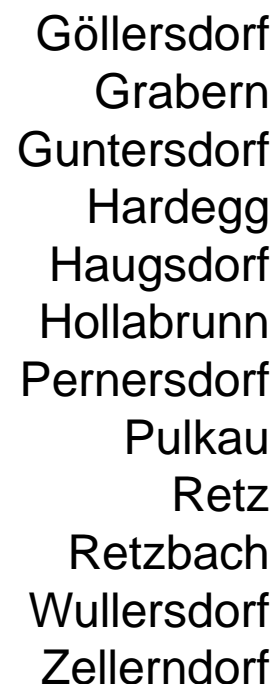 Göllersdorf
Grabern
Guntersdorf
Hardegg
Haugsdorf
Hollabrunn
Pernersdorf
Pulkau
Retz
Retzbach
Wullersdorf
Zellerndorf